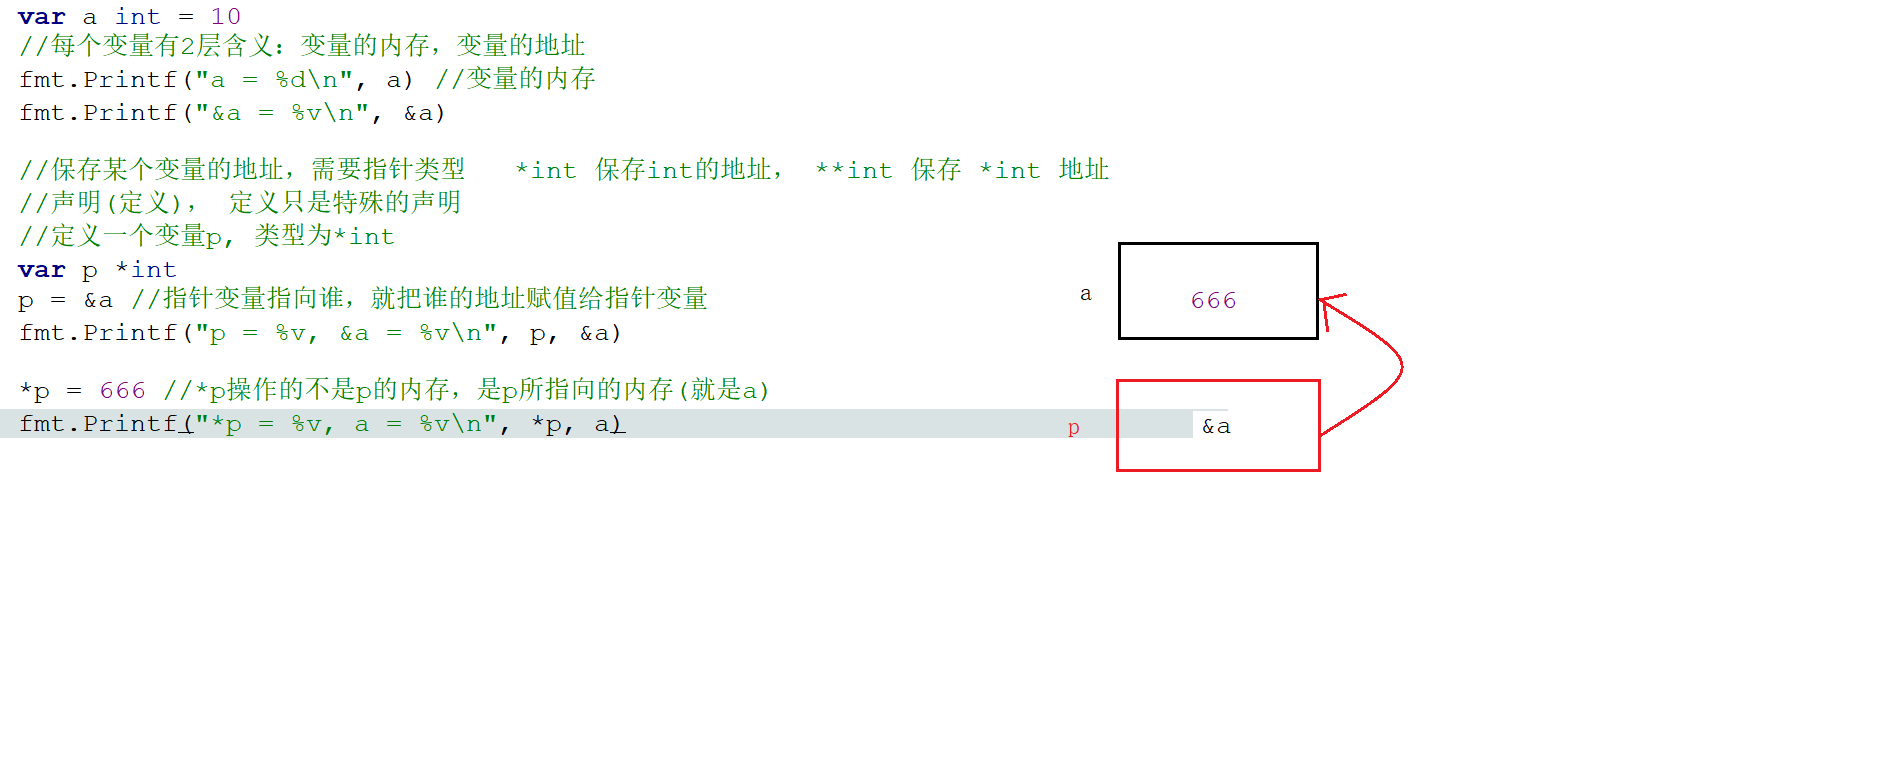 var a int = 10
//每个变量有2层含义：变量的内存，变量的地址
fmt.Printf("a = %d\n", a) //变量的内存
fmt.Printf("&a = %v\n", &a)
//保存某个变量的地址，需要指针类型   *int 保存int的地址， **int 保存 *int 地址
//声明(定义)， 定义只是特殊的声明
//定义一个变量p, 类型为*int
var p *int
p = &a //指针变量指向谁，就把谁的地址赋值给指针变量
fmt.Printf("p = %v, &a = %v\n", p, &a)
*p = 666 //*p操作的不是p的内存，是p所指向的内存(就是a)
fmt.Printf("*p = %v, a = %v\n", *p, a)
a
666
p
&a